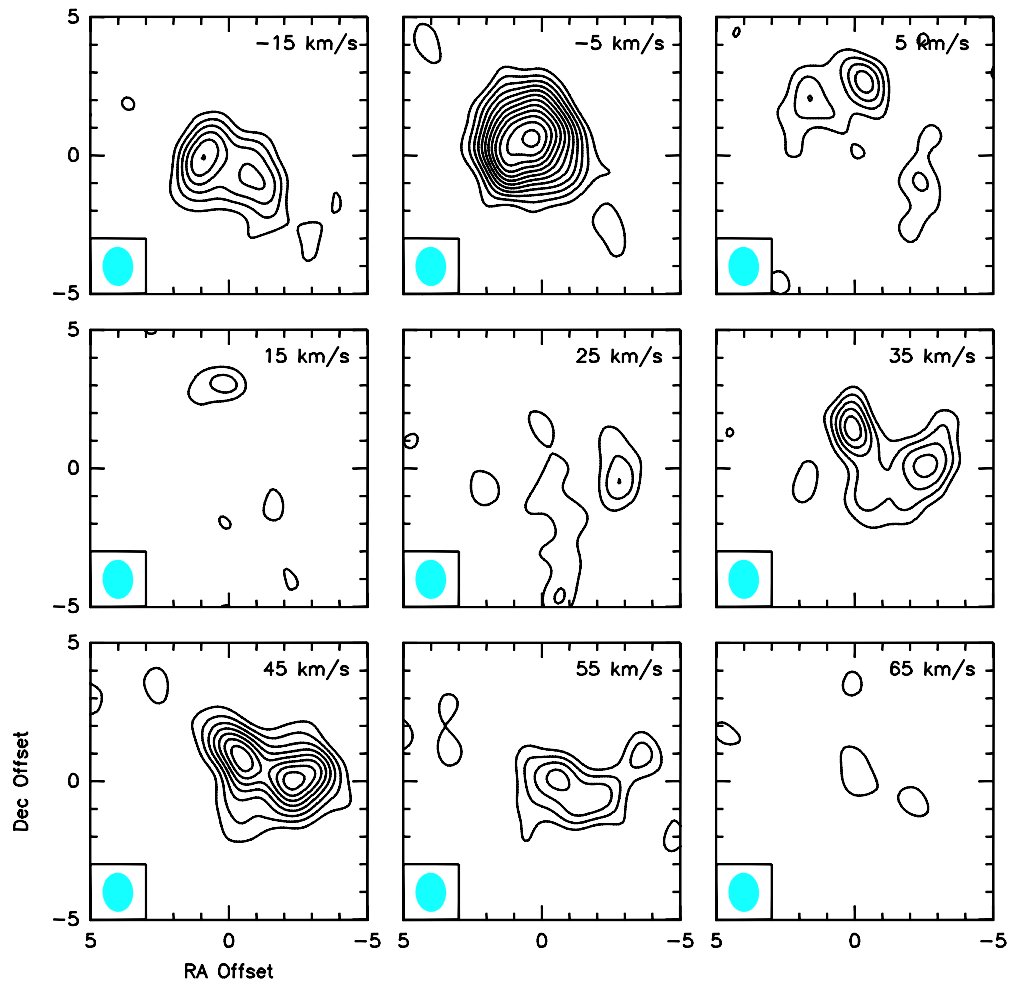 5
-15 km/s
-5 km/s
5 km/s
0
-5
5
15 km/s
25 km/s
35 km/s
0
-5
5
45 km/s
55 km/s
65 km/s
0
-5
Dec Offset
5 0 -5 5 0 5 0 -5
RA Offset